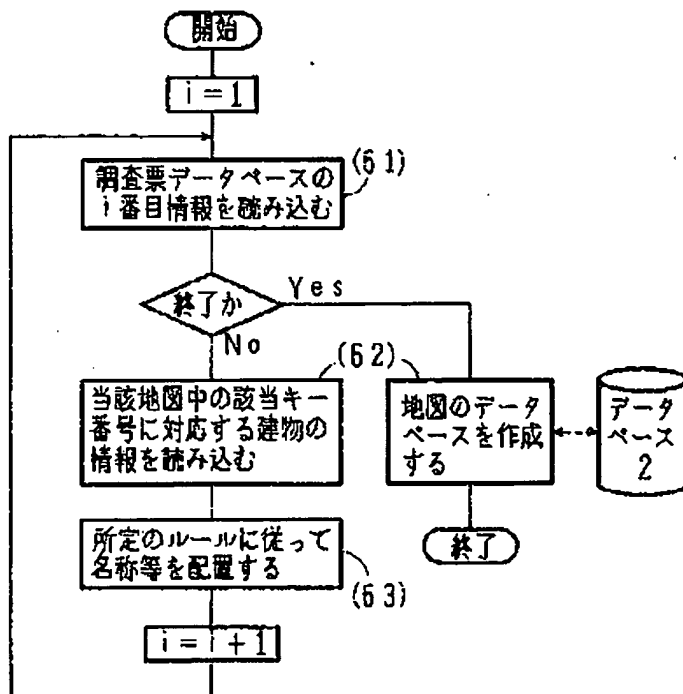 開始
i=1
(61)
調査票データベースの
i番目情報を読み込む
終了か
Yes
No
(62)
当該地図中の該当キー
番号に対応する建物の
情報を読み込む
地図のデータ
ベースを作成
する
データ
ベース
2
終了
所定のルールに従って
名称等を配置する
(63)
i=i+1